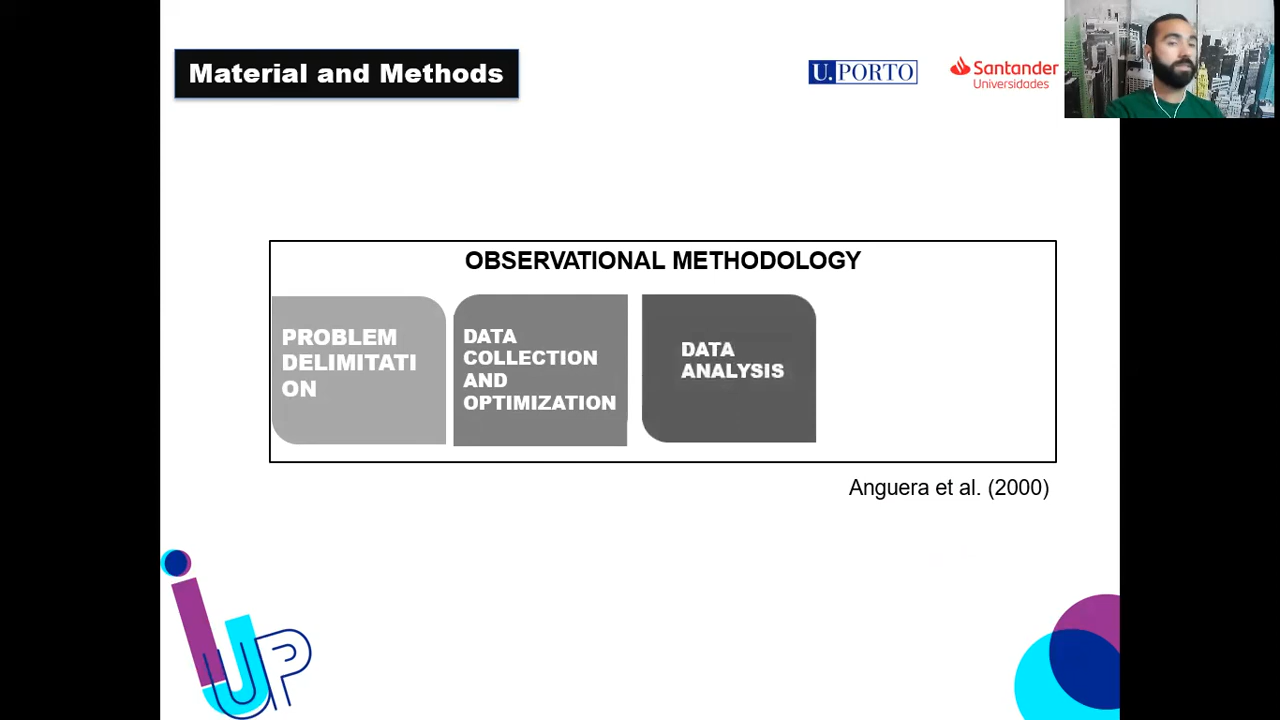 Material and Methods
U. PORTO
Santander
Universidades
OBSERVATIONAL METHODOLOGY
PROBLEM
DELIMITATI
ON
DATA
COLLECTION
AND
OPTIMIZATION
DATA
ANALYSIS
Anguera et al. (2000)
iUP